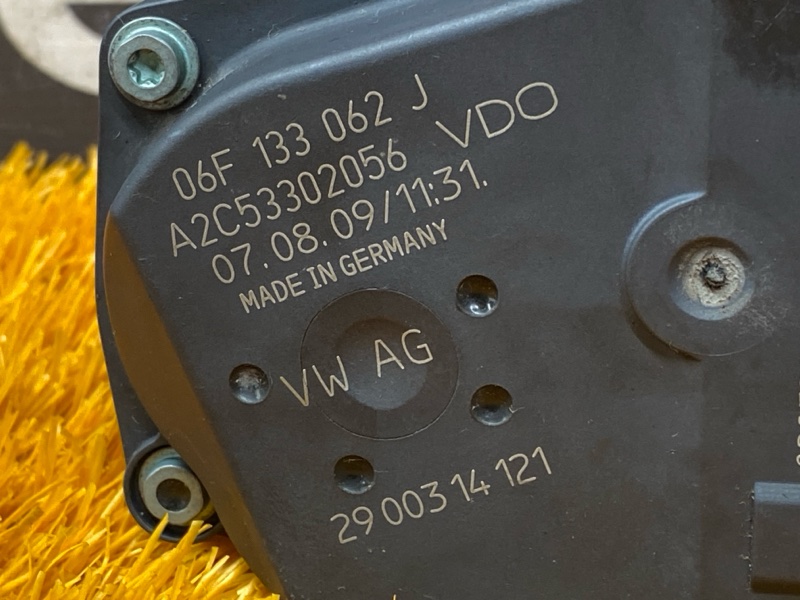 06F 133 062 J
A2C53302056 VDO
07.08.09/11:31.
MADE IN GERMANY
VW AG
29 003 14 121